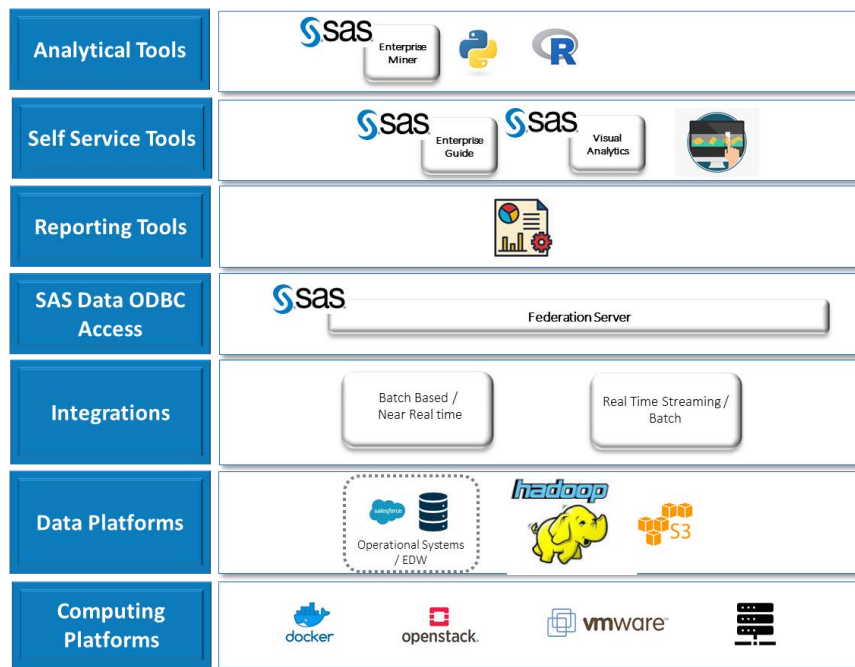 Analytical Tools
sas
Enterprise
Miner
R
Self Service Tools
sas
Enterprise
Guide
sas
Visual
Analytics
Reporting Tools
SAS Data ODBC
Access
sas
Federation Server
Integrations
Batch Based /
Near Real time
Real Time Streaming /
Batch
Data Platforms
salesforce
Operational Systems
/ EDW
hadoop
S3
Computing
Platforms
docker
openstack.
vmware